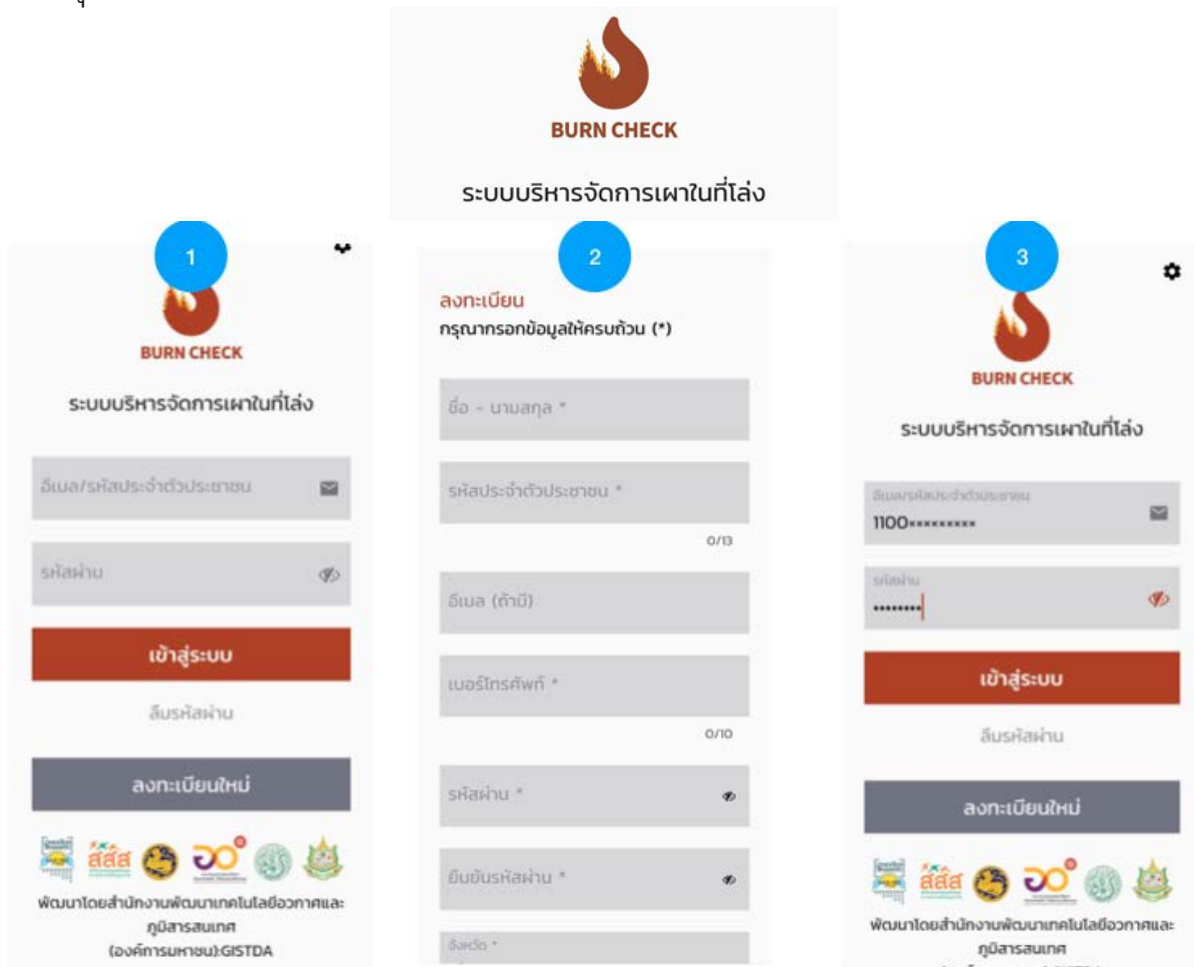 BURN CHECK
ระบบบริหารจัดการเผาในที่โล่ง
1
BURN CHECK
ระบบบริหารจัดการเผาในที่โล่ง
อีเมล/รหัสประจำตัวประชาชน
รหัสผ่าน
เข้าสู่ระบบ
ลืมรหัสผ่าน
ลงทะเบียนใหม่
สสส
พัฒนาโดยสำนักงานพัฒนาเทคโนโลยีอวกาศและ
ภูมิสารสนเทศ
(องค์การมหาชน):GISTDA
2
ลงทะเบียน
กรุณากรอกข้อมูลให้ครบถ้วน (*)
ชื่อ - นามสกุล *
รหัสประจำตัวประชาชน *
0/13
อีเมล (ถ้ามี)
เบอร์โทรศัพท์ *
0/10
รหัสผ่าน *
ยืนยันรหัสผ่าน *
จังหวัด *
3
BURN CHECK
ระบบบริหารจัดการเผาในที่โล่ง
อีเมล/รหัสประจำตัวประชาชน
1100*********
รหัสผ่าน
••••••••
เข้าสู่ระบบ
ลืมรหัสผ่าน
ลงทะเบียนใหม่
สสส
พัฒนาโดยสำนักงานพัฒนาเทคโนโลยีอวกาศและ
ภูมิสารสนเทศ